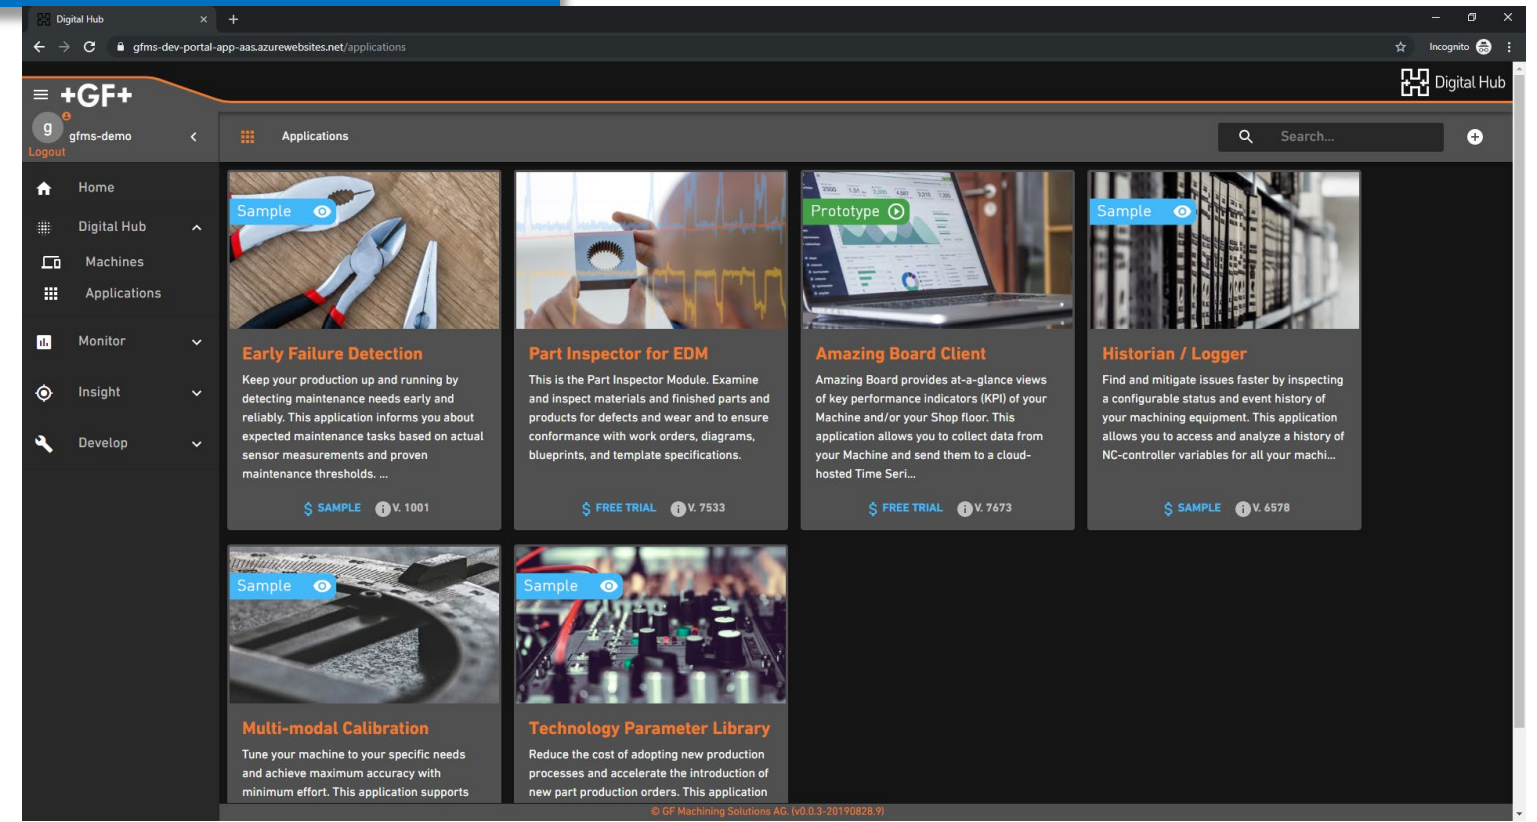 Digital Hub
gfms-dev-portal-app-aas.azurewebsites.net/applications
Incognito
+GF+
Digital Hub
g
gfms-demo
Logout
Applications
Search...
Home
Digital Hub
Machines
Applications
Monitor
Insight
Develop
Sample
Early Failure Detection
Keep your production up and running by
detecting maintenance needs early and
reliably. This application informs you about
expected maintenance tasks based on actual
sensor measurements and proven
maintenance thresholds. ...
$ SAMPLE
V. 1001
Part Inspector for EDM
This is the Part Inspector Module. Examine
and inspect materials and finished parts and
products for defects and wear and to ensure
conformance with work orders, diagrams,
blueprints, and template specifications.
$ FREE TRIAL
V. 7533
Prototype
Amazing Board Client
Amazing Board provides at-a-glance views
of key performance indicators (KPI) of your
Machine and/or your Shop floor. This
application allows you to collect data from
your Machine and send them to a cloud-
hosted Time Seri...
$ FREE TRIAL
V. 7673
Sample
Historian / Logger
Find and mitigate issues faster by inspecting
a configurable status and event history of
your machining equipment. This application
allows you to access and analyze a history of
NC-controller variables for all your machi...
$ SAMPLE
V. 6578
Sample
Multi-modal Calibration
Tune your machine to your specific needs
and achieve maximum accuracy with
minimum effort. This application supports
Sample
Technology Parameter Library
Reduce the cost of adopting new production
processes and accelerate the introduction of
new part production orders. This application
© GF Machining Solutions AG. (v0.0.3-20190828.9)